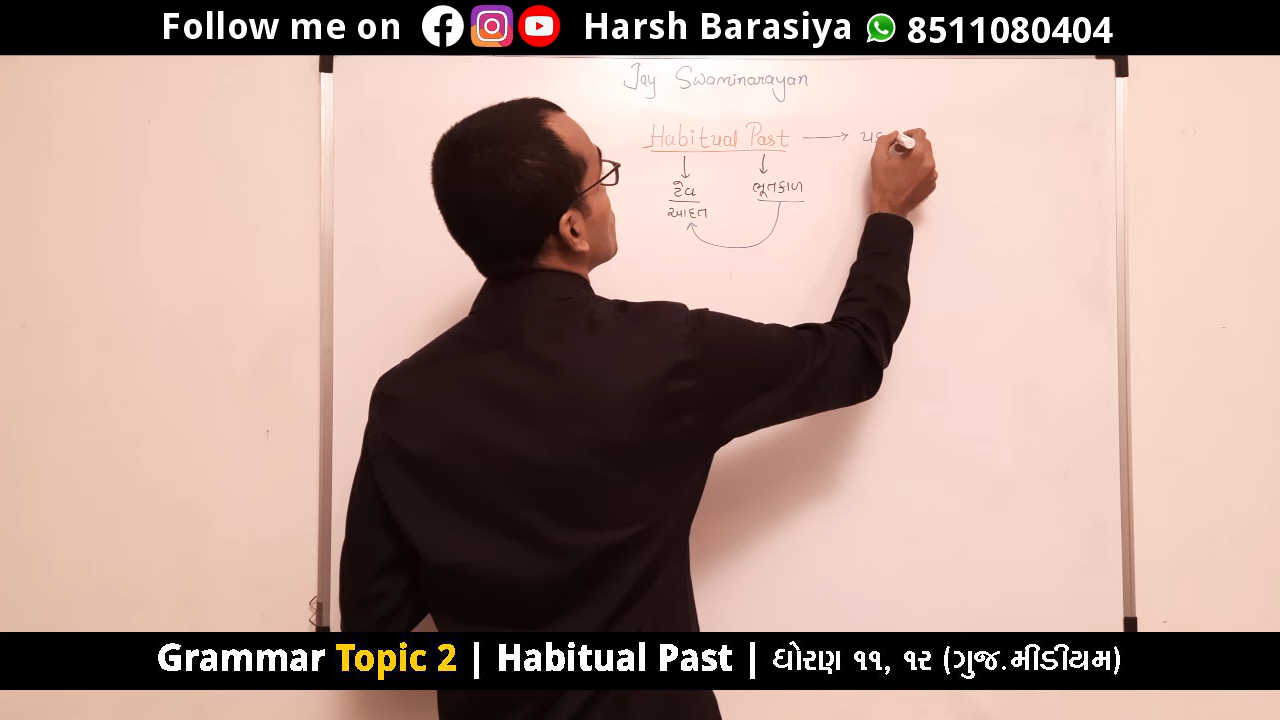 Follow me on Harsh Barasiya 8511080404
Jay Swaminarayan
Habitual Past
ટેવ ભૂતકાળ
આદત
Grammar Topic 2 | Habitual Past | ધોરણ ૧૧, ૧૨ (ગુજ.મીડીયમ)